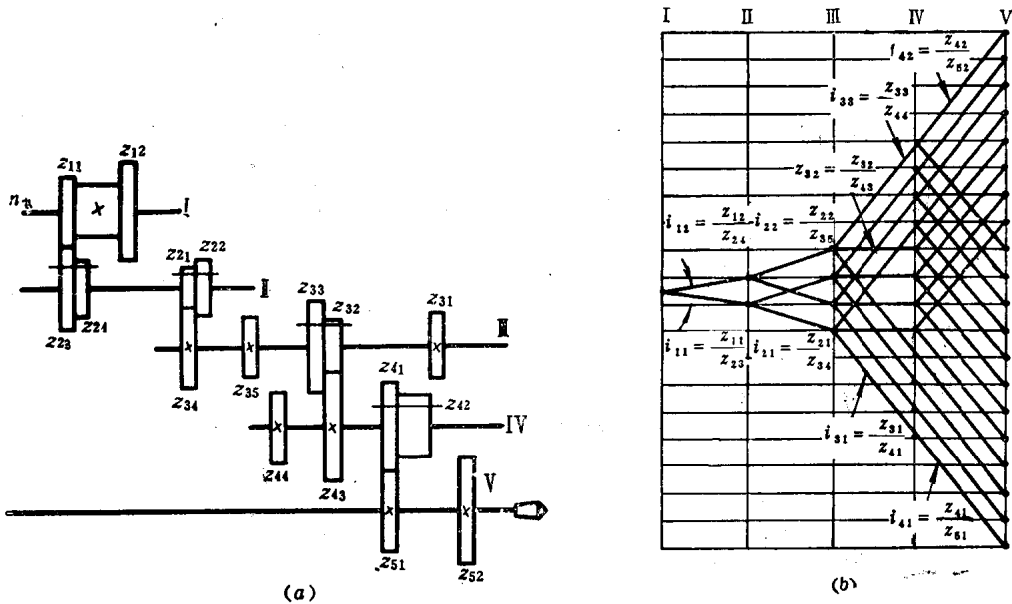 z11
z12
n
I
z24
z23
z21
z22
II
z34
z35
z33
z32
z31
III
z41
z42
IV
z44
z43
V
z51
z52
(a)
I II III IV V
i42 = z42/z52
i33 = z33/z44
z32 = z32/z43
i12 = z12/z24
i22 = z22/z35
i11 = z11/z23
i21 = z21/z34
i31 = z31/z41
i41 = z41/z51
(b)